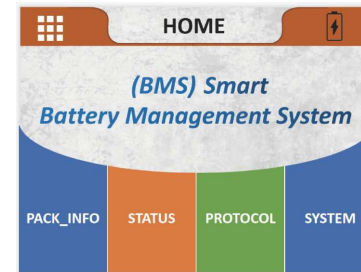 HOME
(BMS) Smart
Battery Management System
PACK_INFO STATUS PROTOCOL SYSTEM